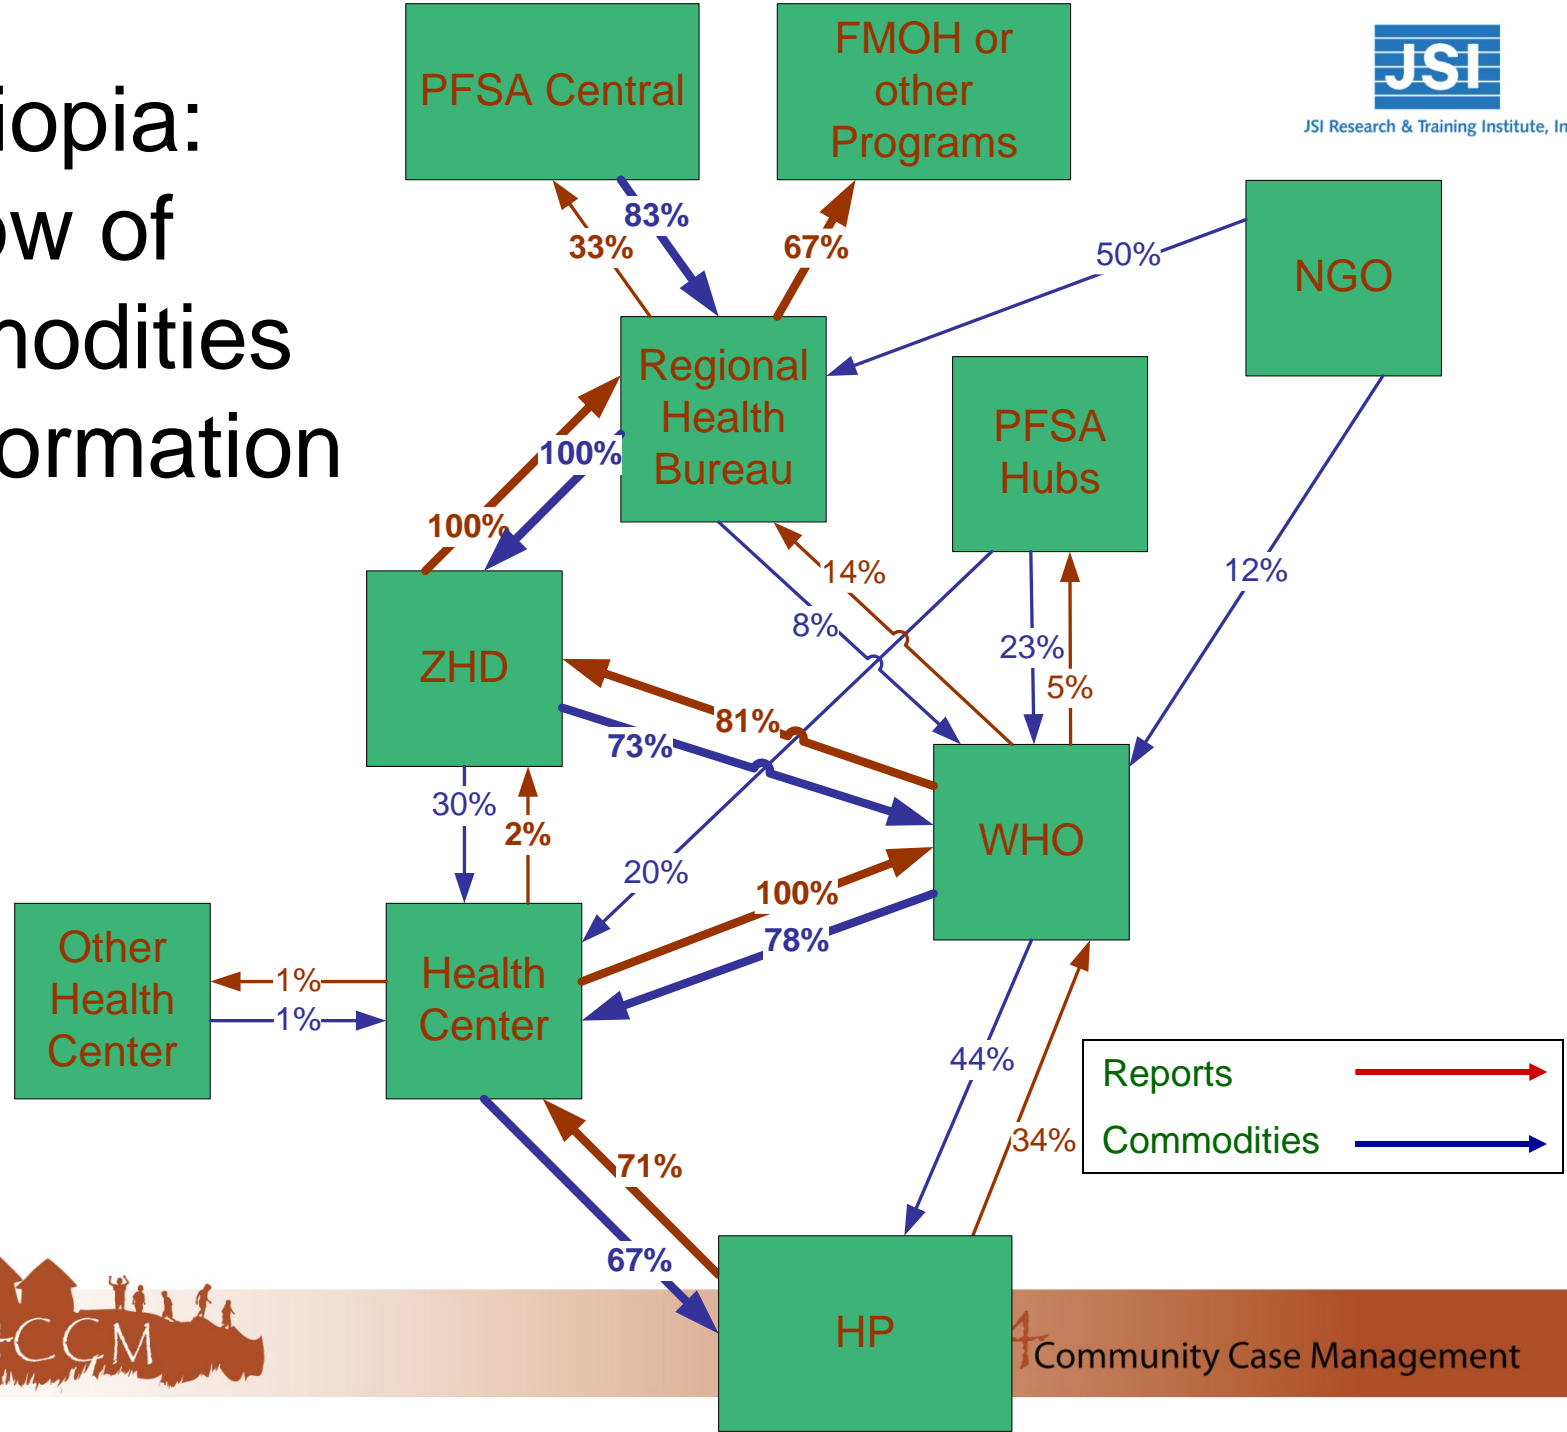 iopia:
ow of
modities
ormation
PFSA Central
FMOH or
other
Programs
JSI
JSI Research & Training Institute, In
83%
33%
67%
50%
NGO
Regional
Health
Bureau
PFSA
Hubs
100%
100%
14%
12%
8%
23%
5%
ZHD
81%
73%
30%
2%
WHO
20%
100%
78%
Other
Health
Center
1%
1%
Health
Center
44%
34%
Reports
Commodities
71%
67%
HP
CCM
4
Community Case Management